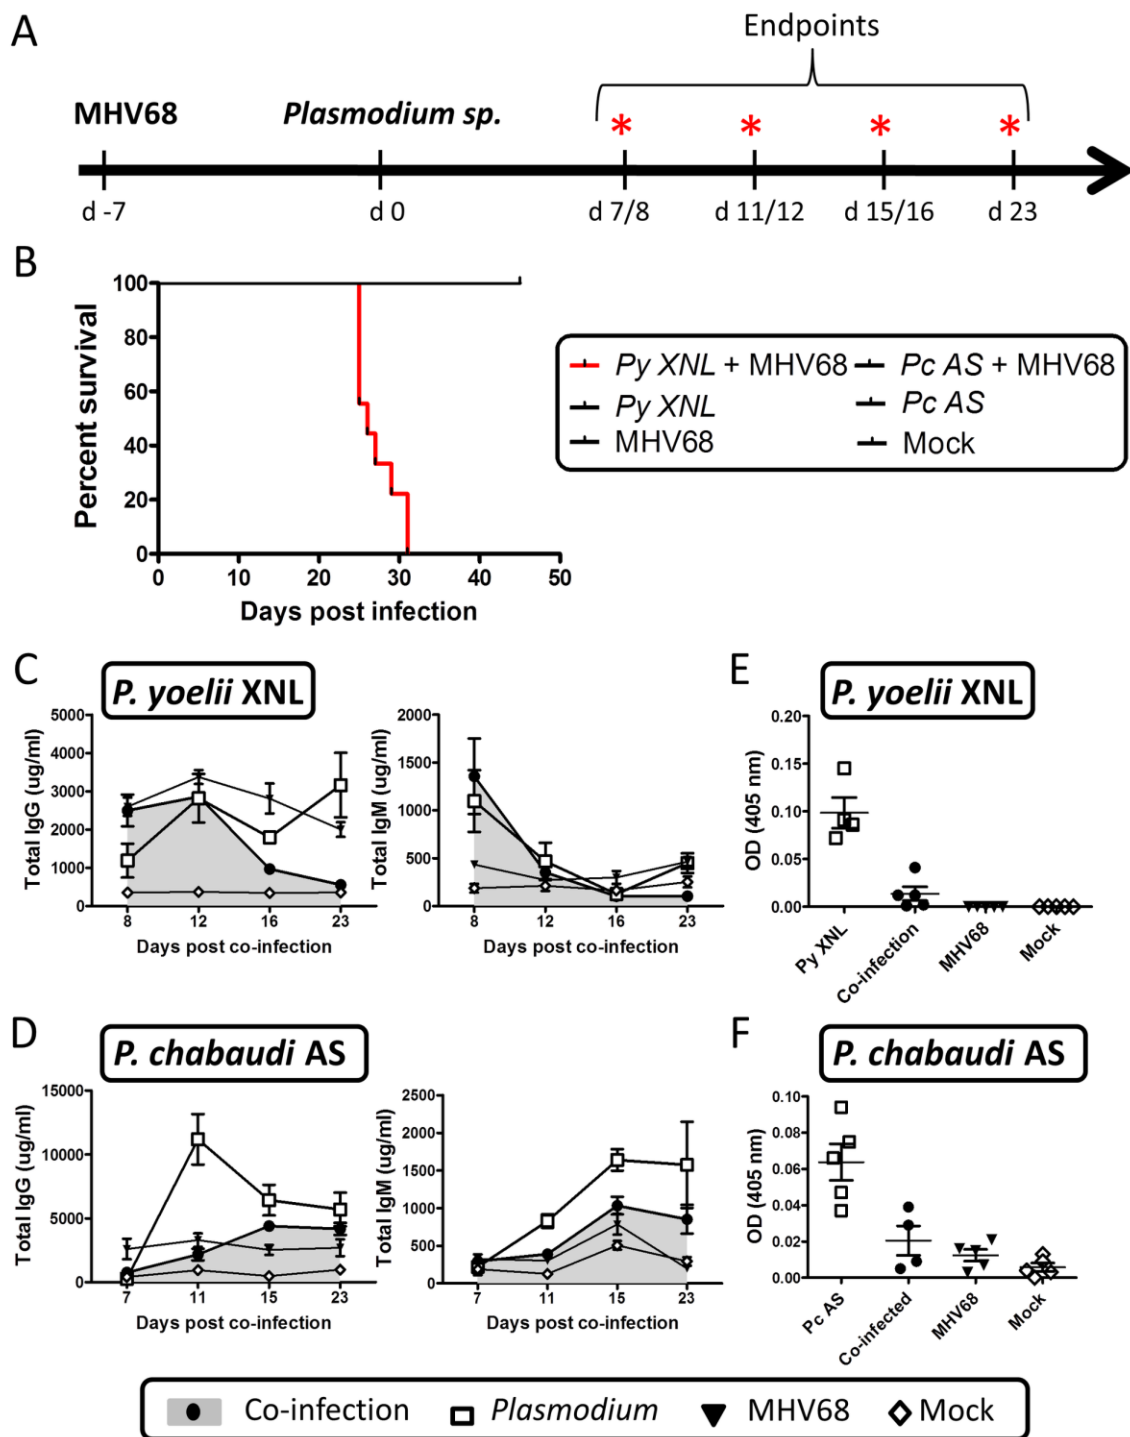 A
Endpoints
MHV68
Plasmodium sp.
* * * *
d -7
d 0
d 7/8
d 11/12
d 15/16
d 23
B
Percent survival
100
80
60
40
20
0
0 10 20 30 40 50
Days post infection
Py XNL + MHV68
Pc AS + MHV68
Py XNL
Pc AS
MHV68
Mock
C
P. yoelii XNL
Total IgG (ug/ml)
5000
4000
3000
2000
1000
0
8 12 16 23
Days post co-infection
Total IgM (ug/ml)
2000
1500
1000
500
0
8 12 16 23
Days post co-infection
E
P. yoelii XNL
OD (405 nm)
0.20
0.15
0.10
0.05
0.00
Py XNL
Co-infection
MHV68
Mock
D
P. chabaudi AS
Total IgG (ug/ml)
15000
10000
5000
0
7 11 15 23
Days post co-infection
Total IgM (ug/ml)
2500
2000
1500
1000
500
0
7 11 15 23
Days post co-infection
F
P. chabaudi AS
OD (405 nm)
0.10
0.08
0.06
0.04
0.02
0.00
Pc AS
Co-infected
MHV68
Mock
Co-infection
Plasmodium
MHV68
Mock